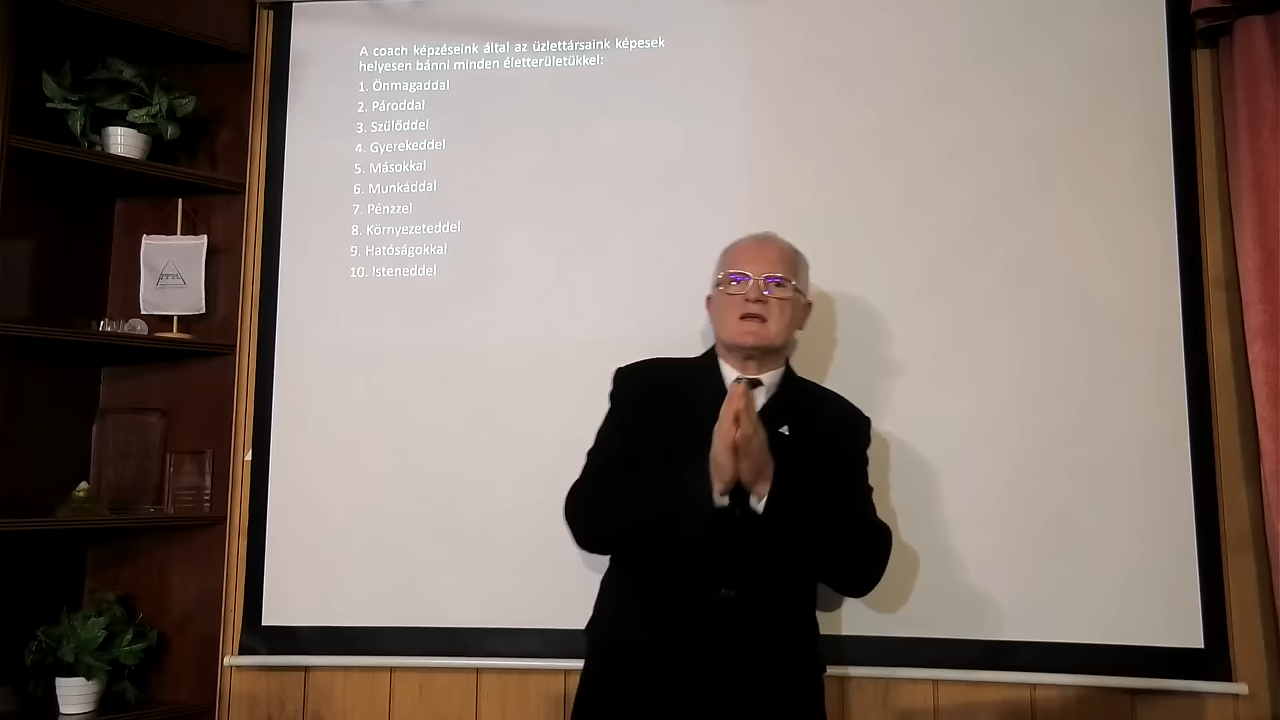 A coach képzéseink által az üzlettársaink képesek
helyesen bánni minden életterületükkel:
1. Önmagaddal
2. Pároddal
3. Szülőddel
4. Gyerekeddel
5. Másokkal
6. Munkáddal
7. Pénzzel
8. Környezeteddel
9. Hatóságokkal
10. Isteneddel